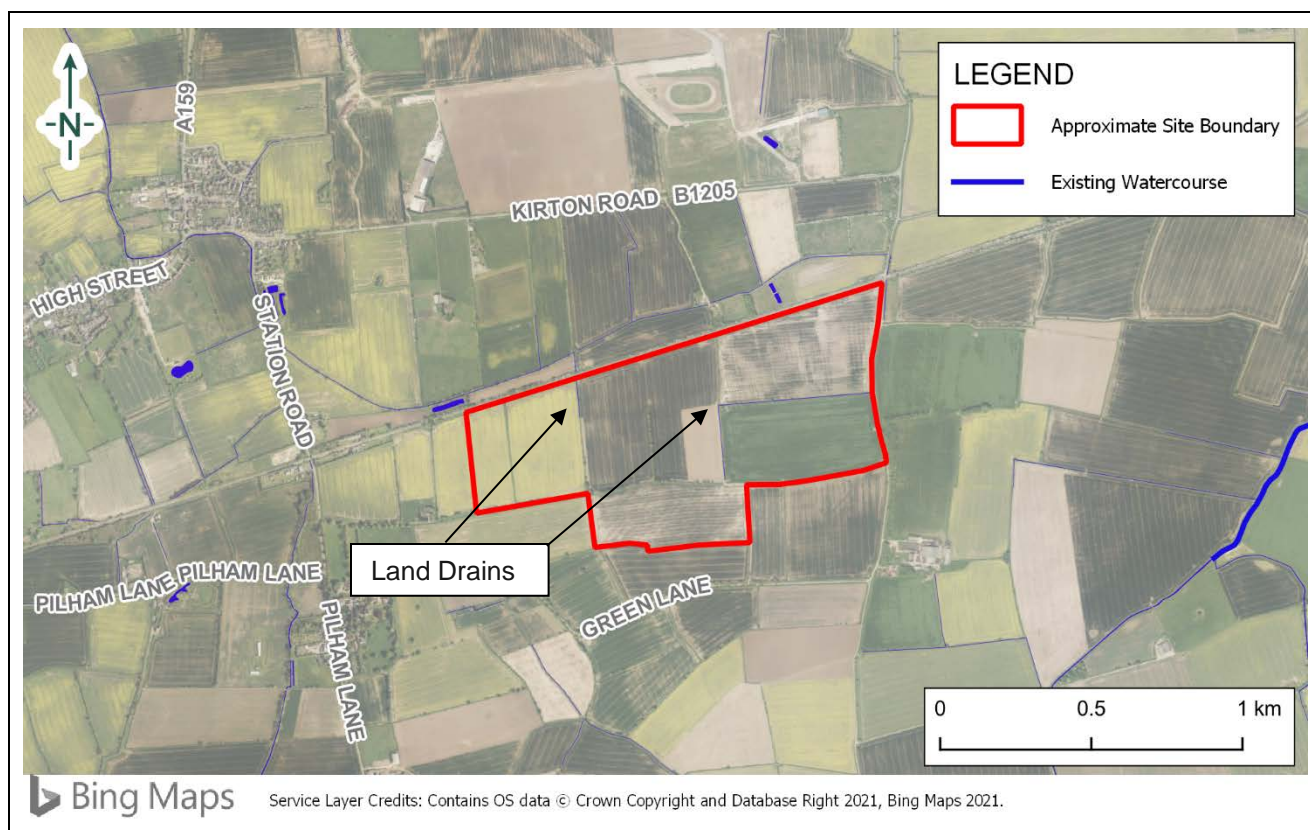 N
A159
LEGEND
Approximate Site Boundary
Existing Watercourse
KIRTON ROAD B1205
HIGH STREET
STATION ROAD
Land Drains
PILHAM LANE PILHAM LANE
PILHAM LANE
GREEN LANE
0 0.5 1 km
Bing Maps
Service Layer Credits: Contains OS data © Crown Copyright and Database Right 2021, Bing Maps 2021.